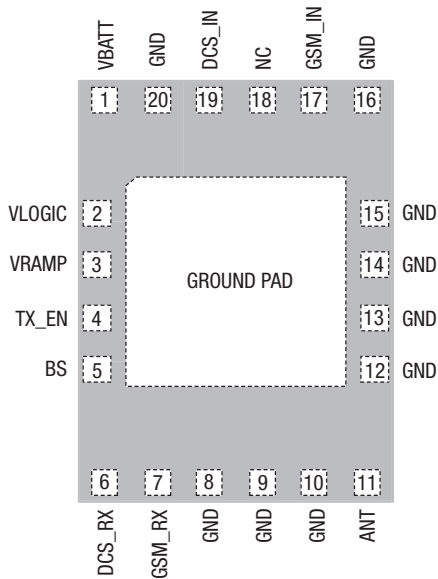 VBATT
GND
DCS_IN
NC
GSM_IN
GND
1
20
19
18
17
16
VLOGIC
2
15
GND
VRAMP
3
14
GND
GROUND PAD
TX_EN
4
13
GND
BS
5
12
GND
6
7
8
9
10
11
DCS_RX
GSM_RX
GND
GND
GND
ANT